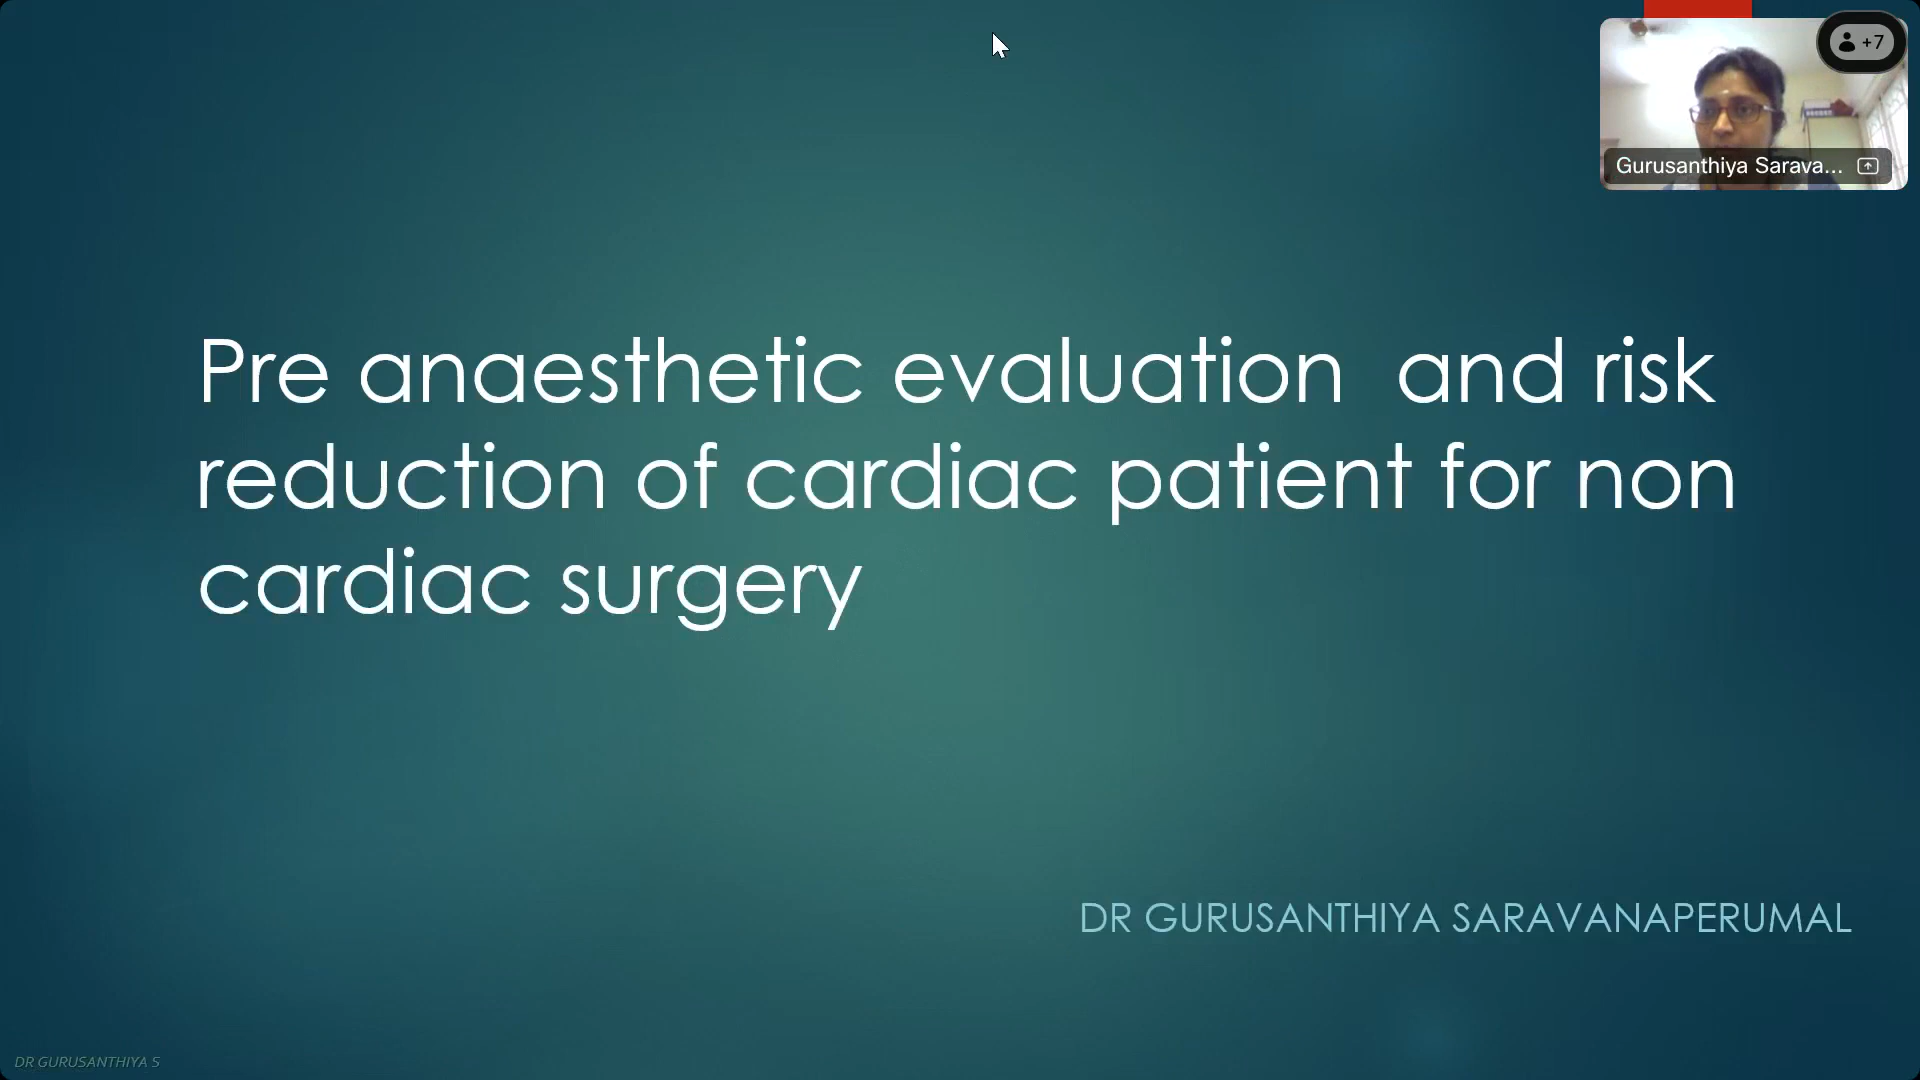 +7
Gurusanthiya Sarava...
Pre anaesthetic evaluation  and risk
reduction of cardiac patient for non
cardiac surgery
DR GURUSANTHIYA SARAVANAPERUMAL
DR GURUSANTHIYA S